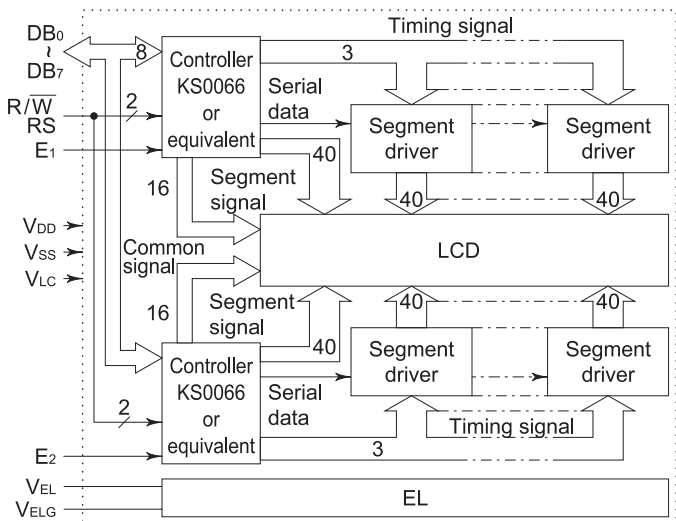 Timing signal
DB0
~
DB7
8
Controller
KS0066
or
equivalent
3
Serial
data
R/W
RS
2
Segment
driver
Segment
driver
E1
40
16
Segment
signal
40
40
VDD
VSS
VLC
Common
signal
LCD
16
Segment
signal
40
40
40
Controller
KS0066
or
equivalent
Segment
driver
Segment
driver
2
Serial
data
Timing signal
3
E2
VEL
VELG
EL